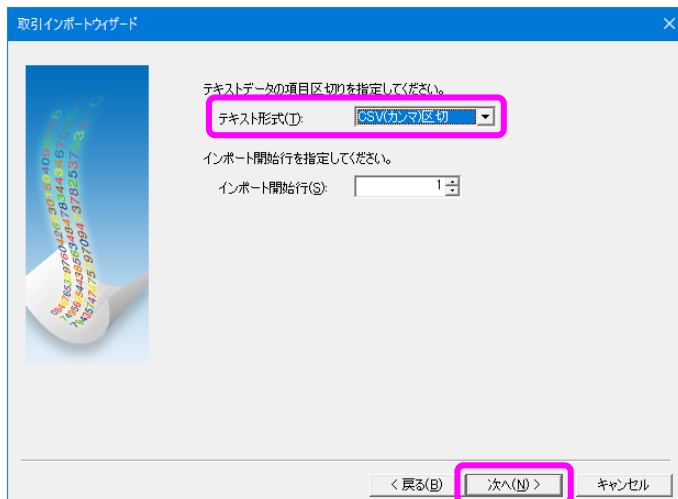 取引インポートウィザード
テキストデータの項目区切りを指定してください。
テキスト形式(T): CSV(カンマ)区切
インポート開始行を指定してください。
インポート開始行(S): 1
< 戻る(B) 次へ(N) > キャンセル